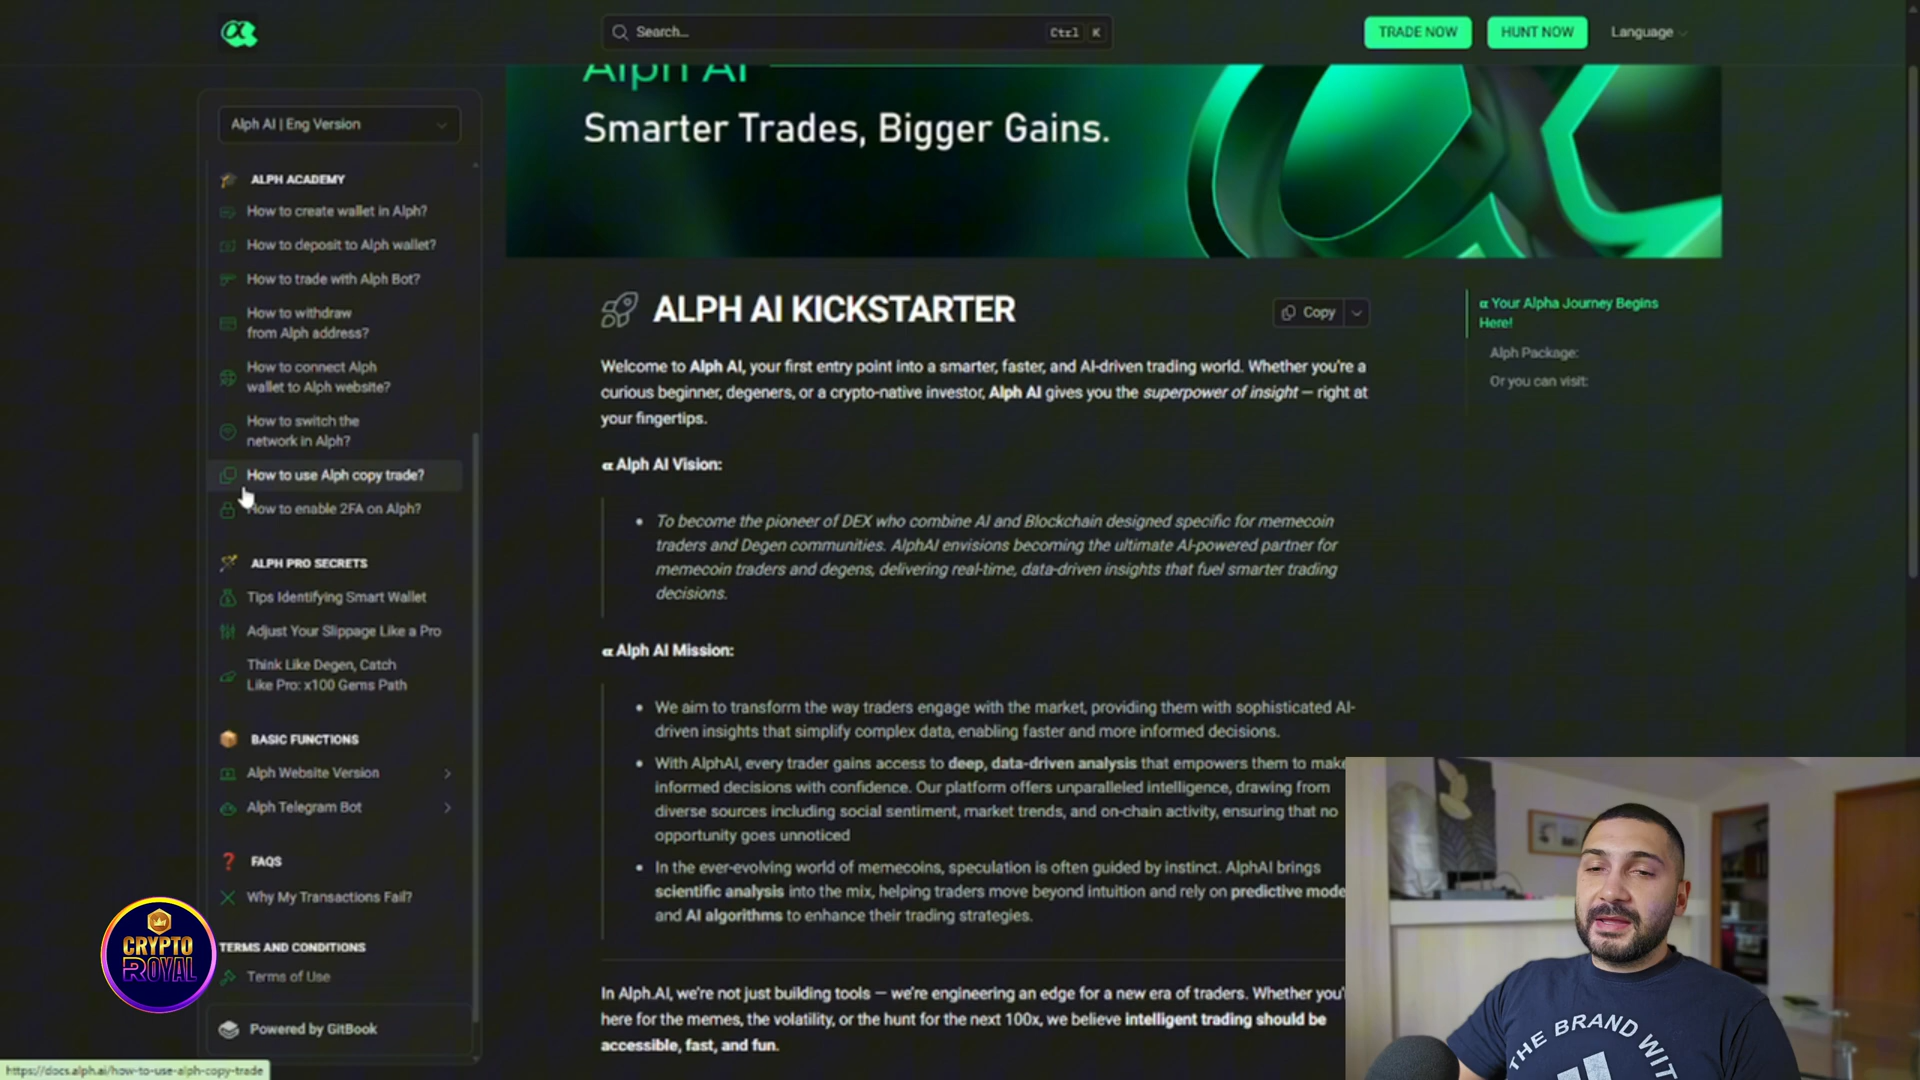 Search...
Ctrl K
TRADE NOW
HUNT NOW
Language
Alph AI | Eng Version
ALPH ACADEMY
How to create wallet in Alph?
How to deposit to Alph wallet?
How to trade with Alph Bot?
How to withdraw
from Alph address?
How to connect Alph
wallet to Alph website?
How to switch the
network in Alph?
How to use Alph copy trade?
How to enable 2FA on Alph?
ALPH PRO SECRETS
Tips Identifying Smart Wallet
Adjust Your Slippage Like a Pro
Think Like Degen, Catch
Like Pro: x100 Gems Path
BASIC FUNCTIONS
Alph Website Version
Alph Telegram Bot
FAQS
Why My Transactions Fail?
TERMS AND CONDITIONS
Terms of Use
Powered by GitBook
https://docs.alph.ai/how-to-use-alph-copy-trade
CRYPTO
ROYAL
Alph AI
Smarter Trades, Bigger Gains.
ALPH AI KICKSTARTER
Copy
Welcome to Alph AI, your first entry point into a smarter, faster, and AI-driven trading world. Whether you're a
curious beginner, degeners, or a crypto-native investor, Alph AI gives you the superpower of insight — right at
your fingertips.
α Alph AI Vision:
• To become the pioneer of DEX who combine AI and Blockchain designed specific for memecoin
traders and Degen communities. AlphAI envisions becoming the ultimate AI-powered partner for
memecoin traders and degens, delivering real-time, data-driven insights that fuel smarter trading
decisions.
α Alph AI Mission:
• We aim to transform the way traders engage with the market, providing them with sophisticated AI-
driven insights that simplify complex data, enabling faster and more informed decisions.
• With AlphAI, every trader gains access to deep, data-driven analysis that empowers them to make
informed decisions with confidence. Our platform offers unparalleled intelligence, drawing from
diverse sources including social sentiment, market trends, and on-chain activity, ensuring that no
opportunity goes unnoticed
• In the ever-evolving world of memecoins, speculation is often guided by instinct. AlphAI brings
scientific analysis into the mix, helping traders move beyond intuition and rely on predictive mode
and AI algorithms to enhance their trading strategies.
In Alph.AI, we're not just building tools — we're engineering an edge for a new era of traders. Whether you'
here for the memes, the volatility, or the hunt for the next 100x, we believe intelligent trading should be
accessible, fast, and fun.
α Your Alpha Journey Begins
Here!
Alph Package:
Or you can visit:
THE BRAND WIT